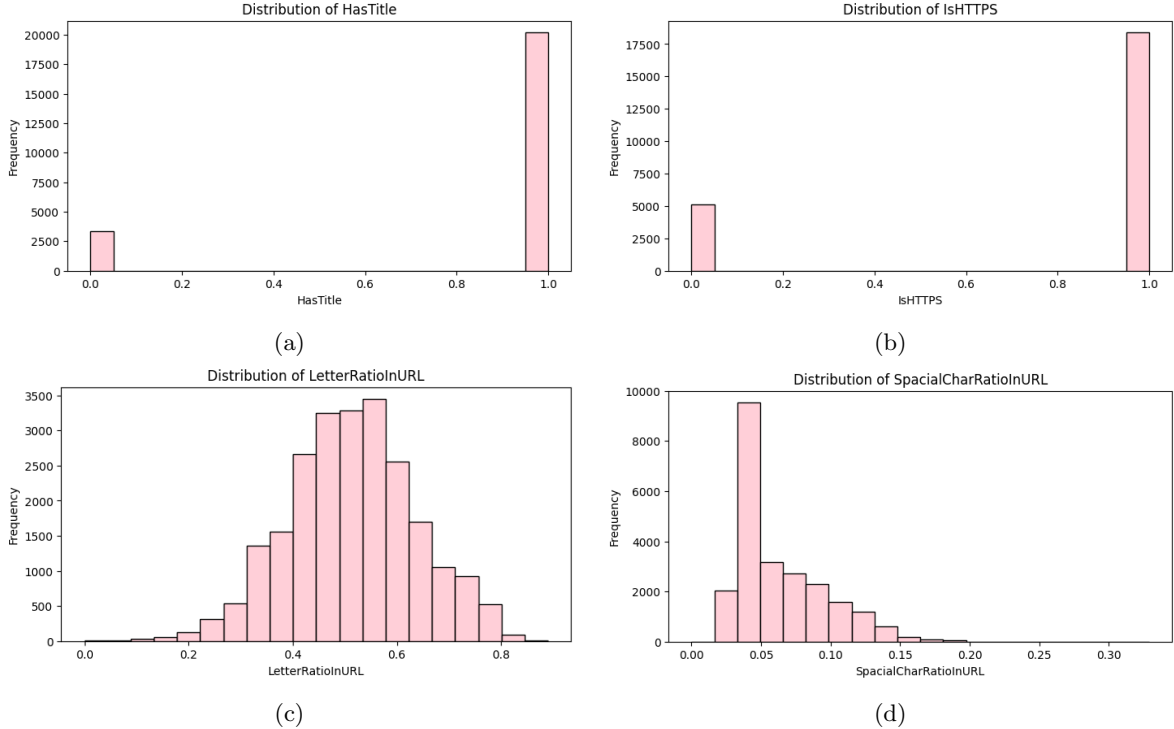 Distribution of HasTitle
20000
17500
15000
12500
10000
7500
5000
2500
0
Frequency
0.0 0.2 0.4 0.6 0.8 1.0
HasTitle
(a)
Distribution of IsHTTPS
17500
15000
12500
10000
7500
5000
2500
0
Frequency
0.0 0.2 0.4 0.6 0.8 1.0
IsHTTPS
(b)
Distribution of LetterRatioInURL
3500
3000
2500
2000
1500
1000
500
0
Frequency
0.0 0.2 0.4 0.6 0.8
LetterRatioInURL
(c)
Distribution of SpacialCharRatioInURL
10000
8000
6000
4000
2000
0
Frequency
0.00 0.05 0.10 0.15 0.20 0.25 0.30
SpacialCharRatioInURL
(d)